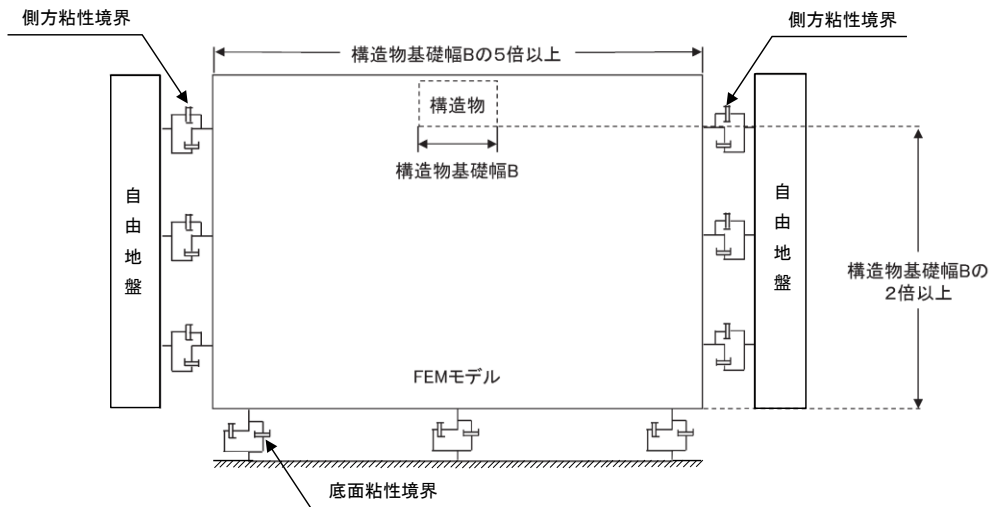 側方粘性境界
側方粘性境界
構造物基礎幅Bの5倍以上
構造物
構造物基礎幅B
自由地盤
自由地盤
構造物基礎幅Bの
2倍以上
FEMモデル
底面粘性境界